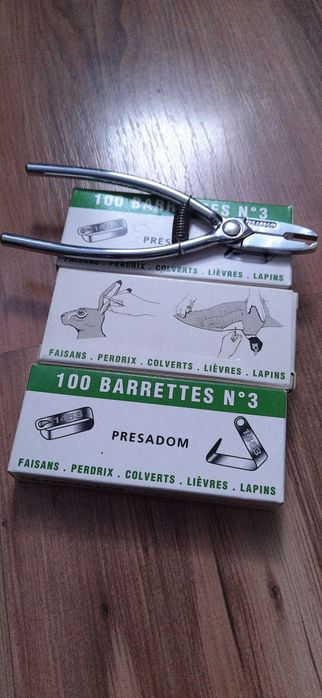 100 BARRETTES N°3
PRESADOM
FAISANS . PERDRIX . COLVERTS . LIÈVRES . LAPINS
FAISANS . PERDRIX . COLVERTS . LIÈVRES . LAPINS
100 BARRETTES N°3
PRESADOM
FAISANS . PERDRIX . COLVERTS . LIÈVRES . LAPINS